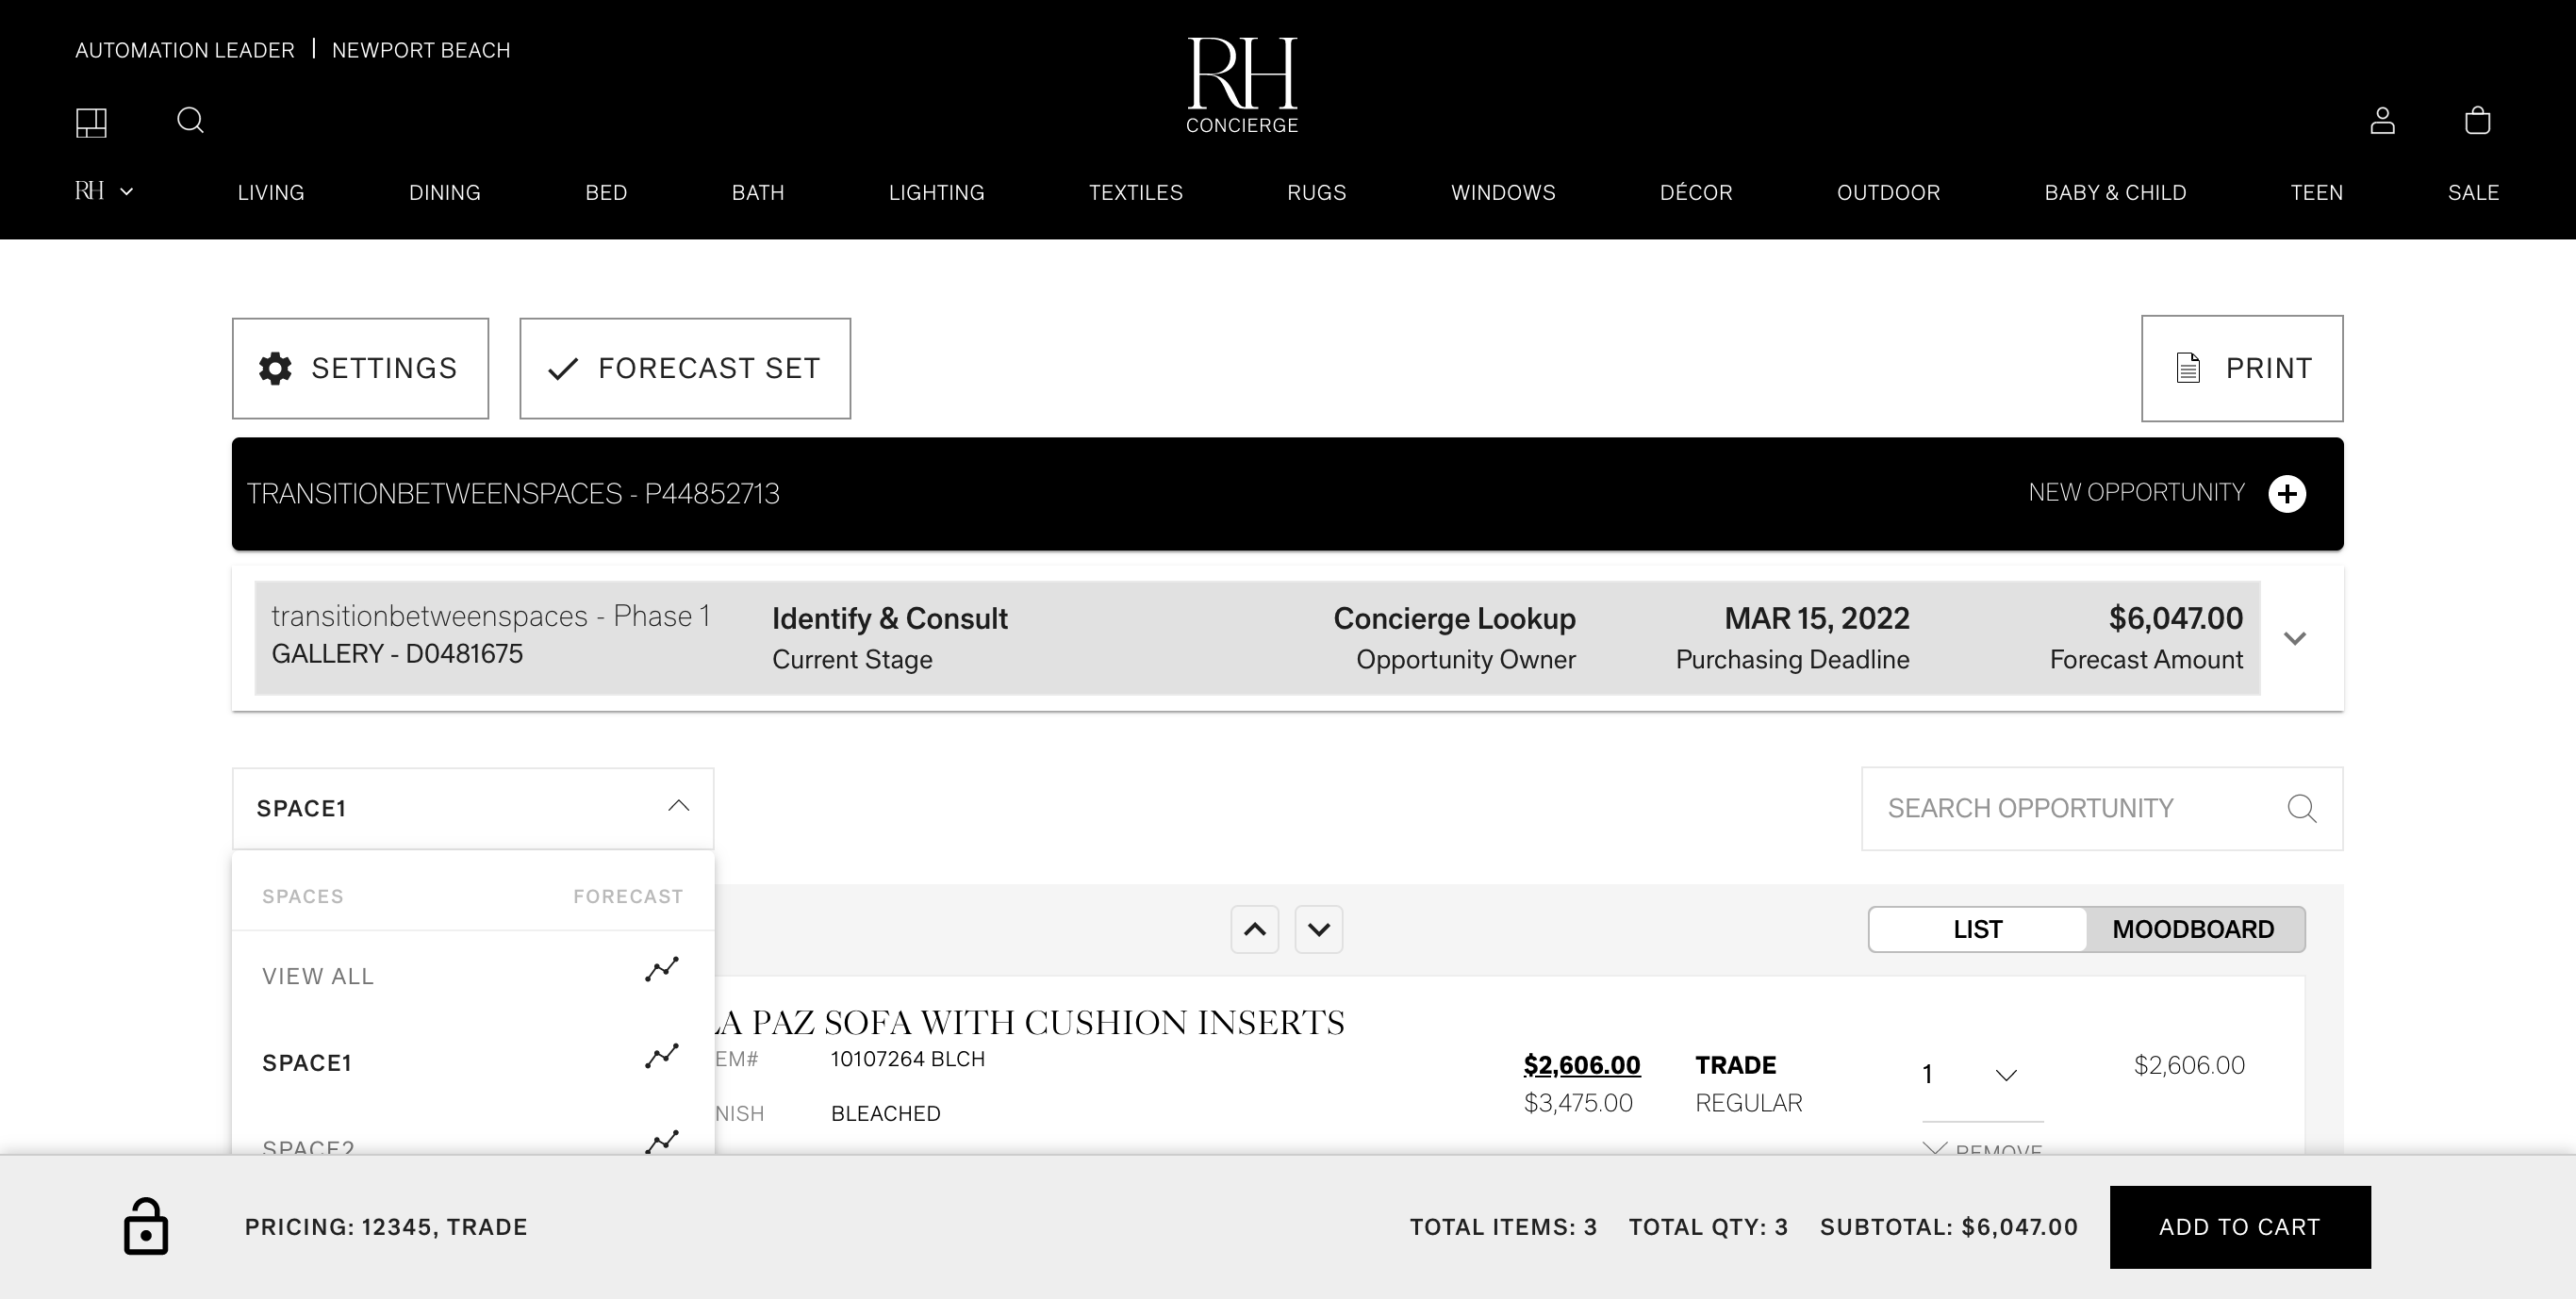 AUTOMATION LEADER | NEWPORT BEACH
RH
CONCIERGE
RH LIVING DINING BED BATH LIGHTING TEXTILES RUGS WINDOWS DÉCOR OUTDOOR BABY & CHILD TEEN SALE
SETTINGS FORECAST SET PRINT
TRANSITIONBETWEENSPACES - P44852713 NEW OPPORTUNITY
transitionbetweenspaces - Phase 1 Identify & Consult Concierge Lookup MAR 15, 2022 $6,047.00
GALLERY - D0481675 Current Stage Opportunity Owner Purchasing Deadline Forecast Amount
SPACE1 SEARCH OPPORTUNITY
SPACES FORECAST
LIST MOODBOARD
VIEW ALL
SPACE1
SPACE2
LA PAZ SOFA WITH CUSHION INSERTS
EM# 10107264 BLCH
NISH BLEACHED
$2,606.00 TRADE 1 $2,606.00
$3,475.00 REGULAR
REMOVE
PRICING: 12345, TRADE TOTAL ITEMS: 3 TOTAL QTY: 3 SUBTOTAL: $6,047.00 ADD TO CART